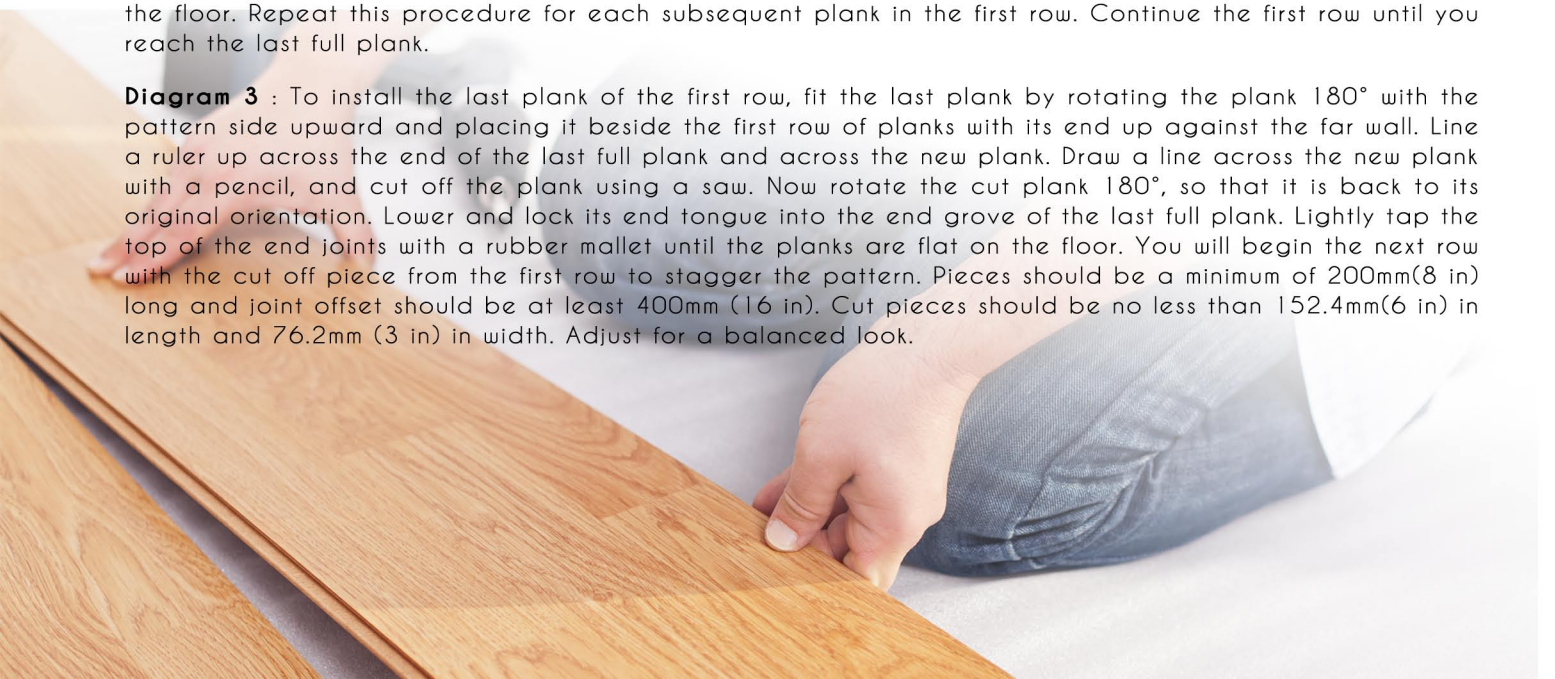 the floor. Repeat this procedure for each subsequent plank in the first row. Continue the first row until you
reach the last full plank.
Diagram 3 : To install the last plank of the first row, fit the last plank by rotating the plank 180° with the
pattern side upward and placing it beside the first row of planks with its end up against the far wall. Line
a ruler up across the end of the last full plank and across the new plank. Draw a line across the new plank
with a pencil, and cut off the plank using a saw. Now rotate the cut plank 180°, so that it is back to its
original orientation. Lower and lock its end tongue into the end grove of the last full plank. Lightly tap the
top of the end joints with a rubber mallet until the planks are flat on the floor. You will begin the next row
with the cut off piece from the first row to stagger the pattern. Pieces should be a minimum of 200mm(8 in)
long and joint offset should be at least 400mm (16 in). Cut pieces should be no less than 152.4mm(6 in) in
length and 76.2mm (3 in) in width. Adjust for a balanced look.